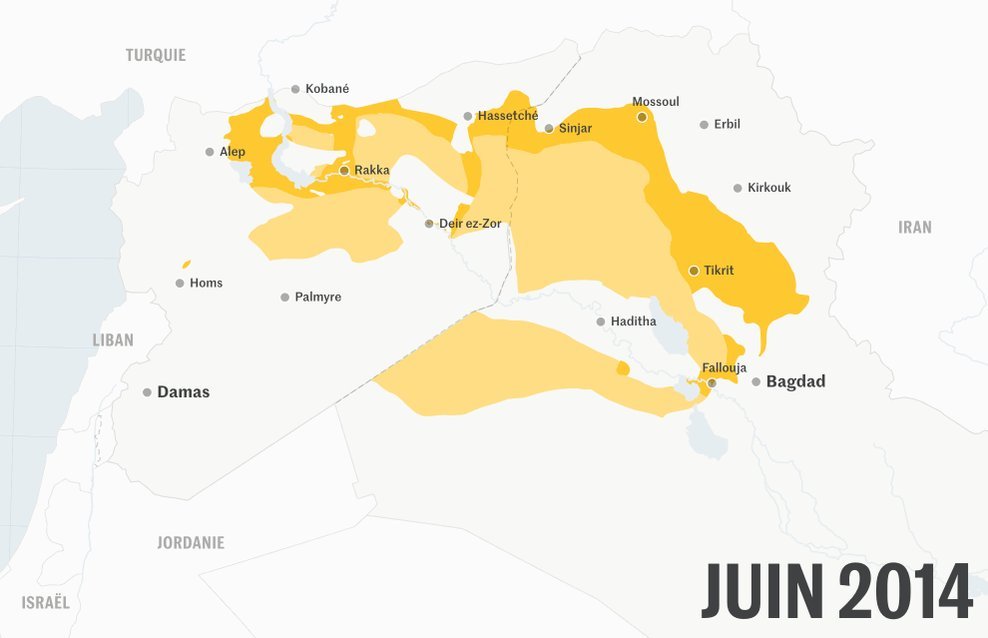 TURQUIE
Kobané
Mossoul
Hassetché
Erbil
Sinjar
Alep
Rakka
Kirkouk
Deir ez-Zor
IRAN
Tikrit
Homs
Palmyre
Haditha
LIBAN
Fallouja
Bagdad
Damas
JORDANIE
ISRAËL
JUIN 2014